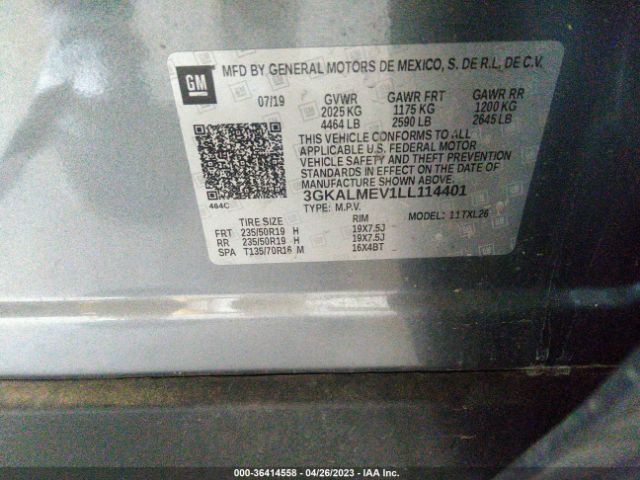 GM
MFD BY GENERAL MOTORS DE MEXICO, S. DE R.L. DE C.V.
07/19 GVWR GAWR FRT GAWR RR
2025 KG 1175 KG 1200 KG
4464 LB 2590 LB 2645 LB
THIS VEHICLE CONFORMS TO ALL
APPLICABLE U.S. FEDERAL MOTOR
VEHICLE SAFETY AND THEFT PREVENTION
STANDARDS IN EFFECT ON THE DATE OF
MANUFACTURE SHOWN ABOVE.
3GKALMEV1LL114401
464C TYPE: M.P.V. MODEL: 11TXL26
TIRE SIZE RIM
FRT 235/50R19 H 19X7.5J
RR 235/50R19 H 19X7.5J
SPA T135/70R16 M 16X4BT
000-36414558 - 04/26/2023 - IAA Inc.